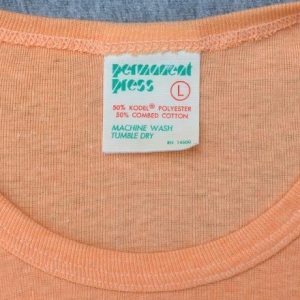 permanent
press
L
50% KODEL® POLYESTER
50% COMBED COTTON
MACHINE WASH
TUMBLE DRY